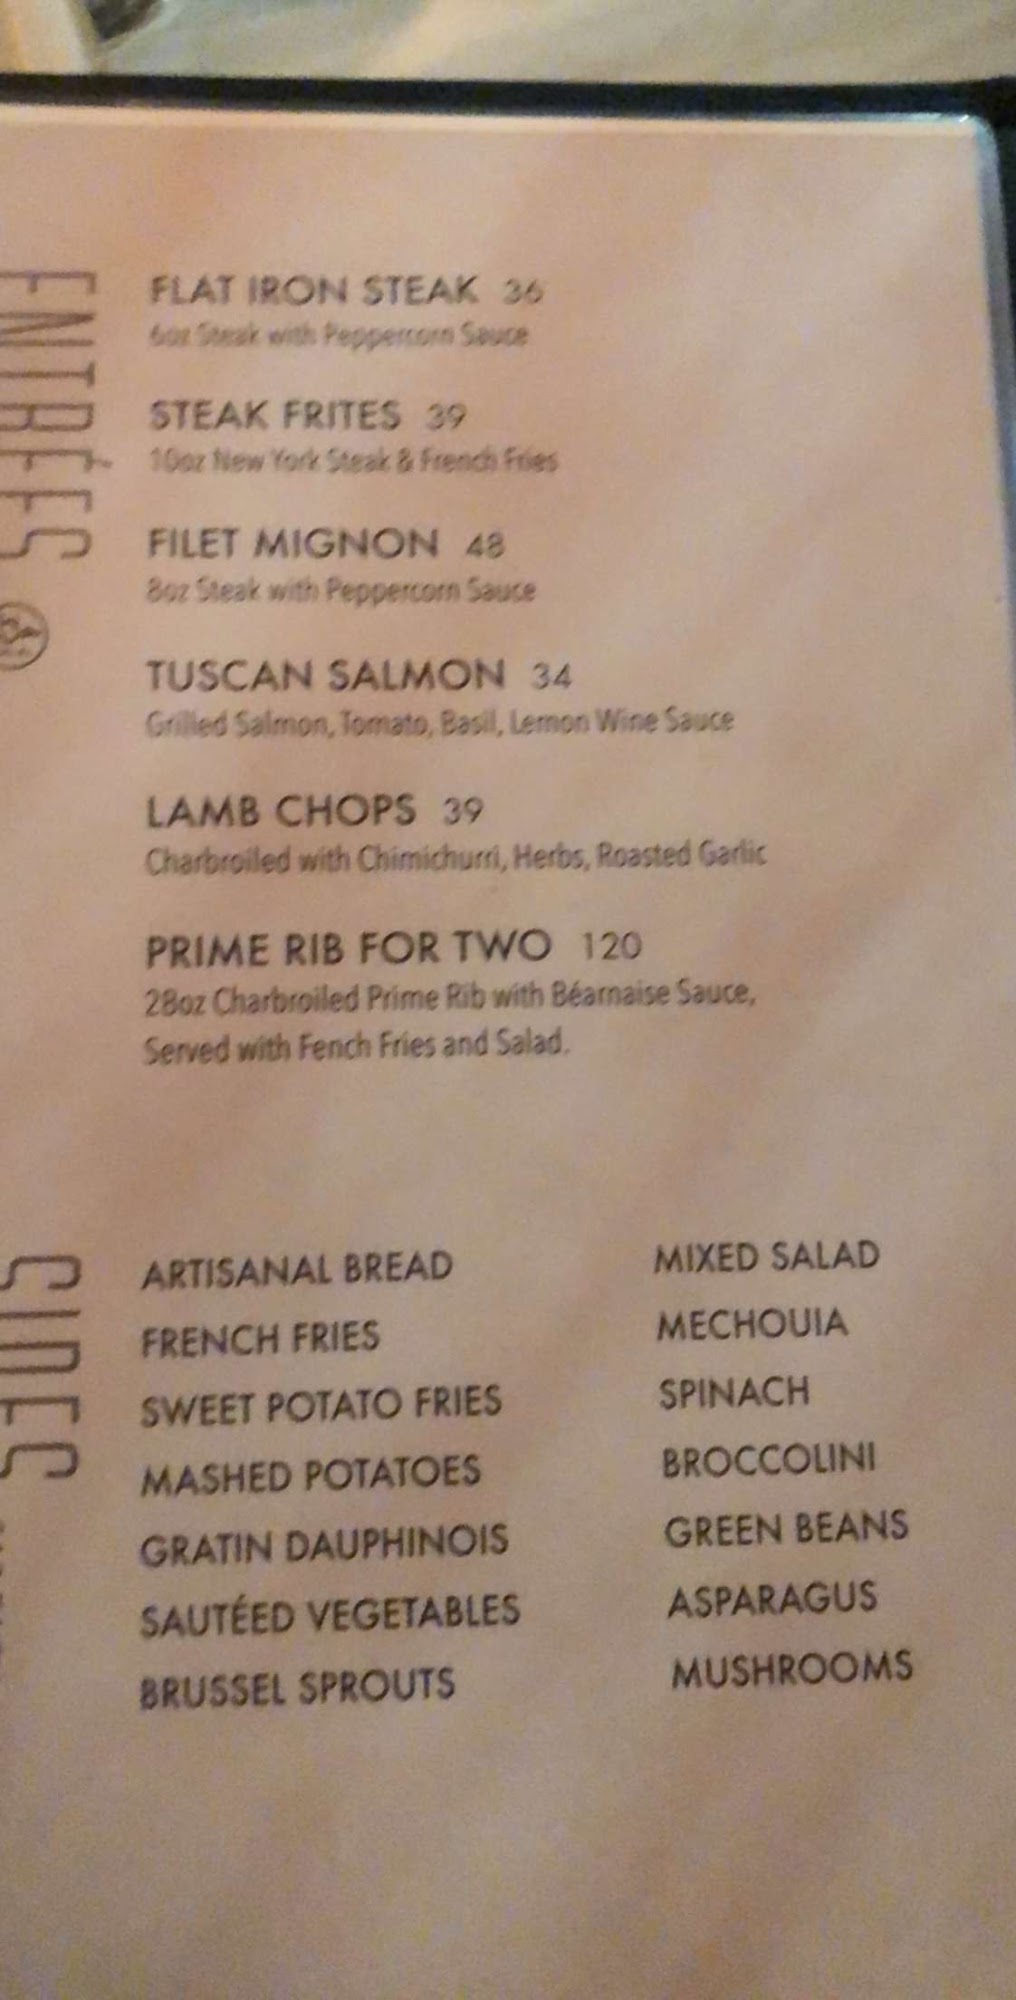 ENTRÉES
FLAT IRON STEAK 36
6oz Steak with Peppercorn Sauce
STEAK FRITES 39
10oz New York Steak & French Fries
FILET MIGNON 48
8oz Steak with Peppercorn Sauce
TUSCAN SALMON 34
Grilled Salmon, Tomato, Basil, Lemon Wine Sauce
LAMB CHOPS 39
Charbroiled with Chimichurri, Herbs, Roasted Garlic
PRIME RIB FOR TWO 120
28oz Charbroiled Prime Rib with Béarnaise Sauce,
Served with Fench Fries and Salad.
SIDES
ARTISANAL BREAD
FRENCH FRIES
SWEET POTATO FRIES
MASHED POTATOES
GRATIN DAUPHINOIS
SAUTÉED VEGETABLES
BRUSSEL SPROUTS
MIXED SALAD
MECHOUIA
SPINACH
BROCCOLINI
GREEN BEANS
ASPARAGUS
MUSHROOMS